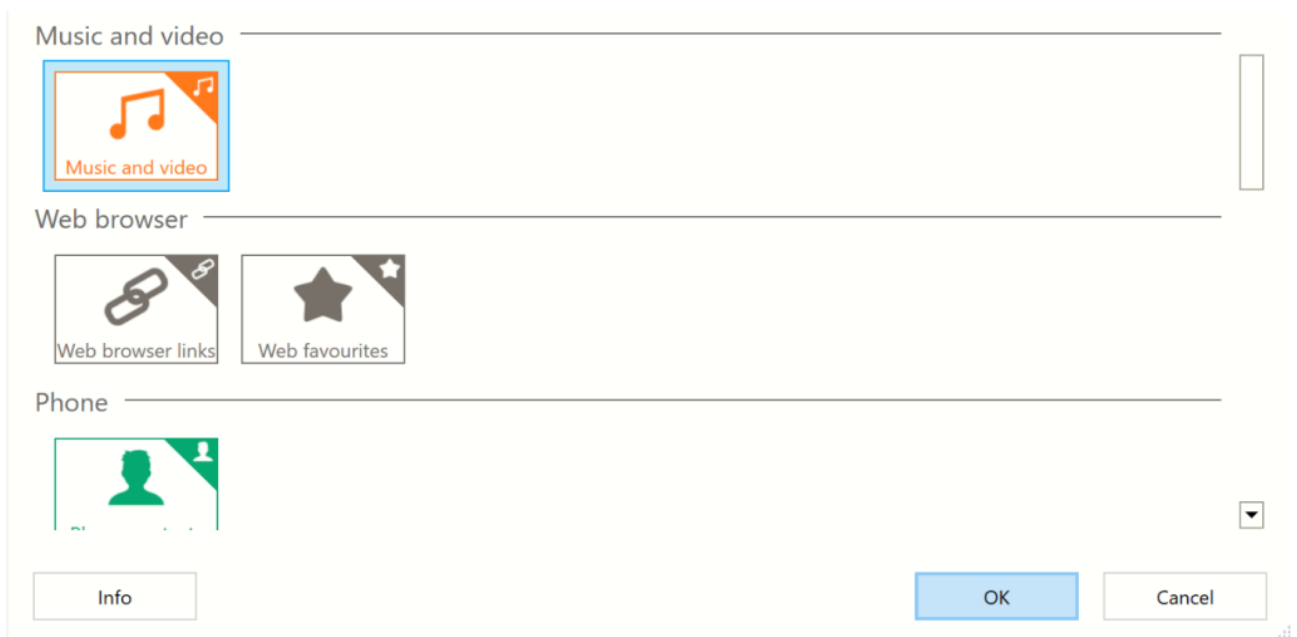 Music and video
Music and video
Web browser
Web browser links
Web favourites
Phone
Info
OK
Cancel